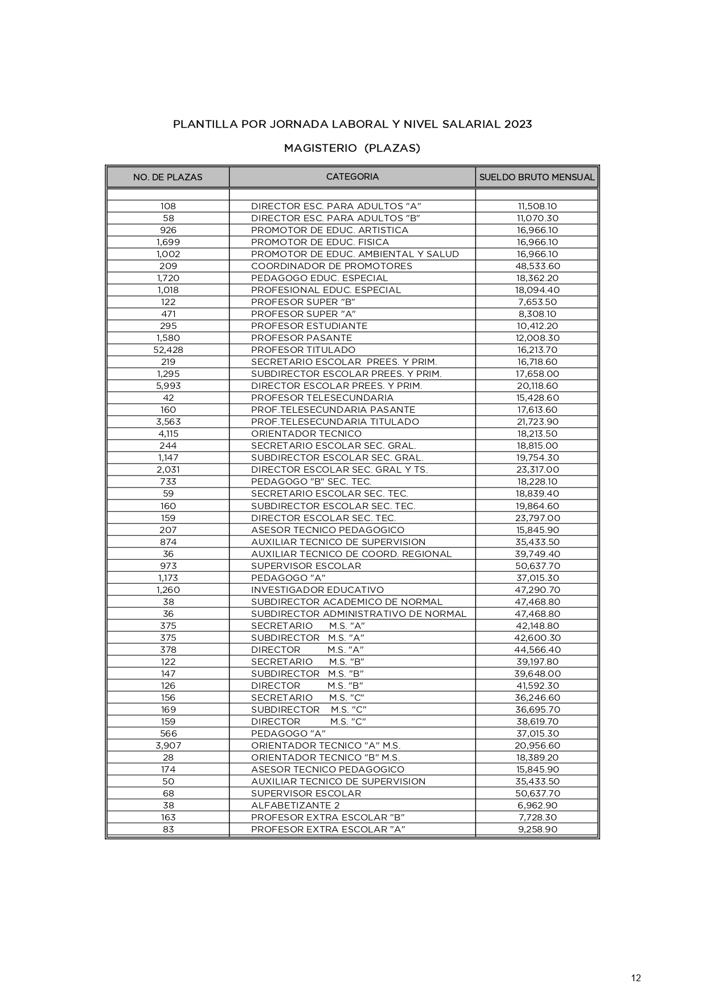 PLANTILLA POR JORNADA LABORAL Y NIVEL SALARIAL 2023
MAGISTERIO (PLAZAS)
NO. DE PLAZAS CATEGORIA SUELDO BRUTO MENSUAL
108 DIRECTOR ESC. PARA ADULTOS "A" 11,508.10
58 DIRECTOR ESC. PARA ADULTOS "B" 11,070.30
926 PROMOTOR DE EDUC. ARTISTICA 16,966.10
1,699 PROMOTOR DE EDUC. FISICA 16,966.10
1,002 PROMOTOR DE EDUC. AMBIENTAL Y SALUD 16,966.10
209 COORDINADOR DE PROMOTORES 48,533.60
1,720 PEDAGOGO EDUC. ESPECIAL 18,362.20
1,018 PROFESIONAL EDUC. ESPECIAL 18,094.40
122 PROFESOR SUPER "B" 7,653.50
471 PROFESOR SUPER "A" 8,308.10
295 PROFESOR ESTUDIANTE 10,412.20
1,580 PROFESOR PASANTE 12,008.30
52,428 PROFESOR TITULADO 16,213.70
219 SECRETARIO ESCOLAR PREES. Y PRIM. 16,718.60
1,295 SUBDIRECTOR ESCOLAR PREES. Y PRIM. 17,658.00
5,993 DIRECTOR ESCOLAR PREES. Y PRIM. 20,118.60
42 PROFESOR TELESECUNDARIA 15,428.60
160 PROF.TELESECUNDARIA PASANTE 17,613.60
3,563 PROF.TELESECUNDARIA TITULADO 21,723.90
4,115 ORIENTADOR TECNICO 18,213.50
244 SECRETARIO ESCOLAR SEC. GRAL. 18,815.00
1,147 SUBDIRECTOR ESCOLAR SEC. GRAL. 19,754.30
2,031 DIRECTOR ESCOLAR SEC. GRAL Y TS. 23,317.00
733 PEDAGOGO "B" SEC. TEC. 18,228.10
59 SECRETARIO ESCOLAR SEC. TEC. 18,839.40
160 SUBDIRECTOR ESCOLAR SEC. TEC. 19,864.60
159 DIRECTOR ESCOLAR SEC. TEC. 23,797.00
207 ASESOR TECNICO PEDAGOGICO 15,845.90
874 AUXILIAR TECNICO DE SUPERVISION 35,433.50
36 AUXILIAR TECNICO DE COORD. REGIONAL 39,749.40
973 SUPERVISOR ESCOLAR 50,637.70
1,173 PEDAGOGO "A" 37,015.30
1,260 INVESTIGADOR EDUCATIVO 47,290.70
38 SUBDIRECTOR ACADEMICO DE NORMAL 47,468.80
36 SUBDIRECTOR ADMINISTRATIVO DE NORMAL 47,468.80
375 SECRETARIO M.S. "A" 42,148.80
375 SUBDIRECTOR M.S. "A" 42,600.30
378 DIRECTOR M.S. "A" 44,566.40
122 SECRETARIO M.S. "B" 39,197.80
147 SUBDIRECTOR M.S. "B" 39,648.00
126 DIRECTOR M.S. "B" 41,592.30
156 SECRETARIO M.S. "C" 36,246.60
169 SUBDIRECTOR M.S. "C" 36,695.70
159 DIRECTOR M.S. "C" 38,619.70
566 PEDAGOGO "A" 37,015.30
3,907 ORIENTADOR TECNICO "A" M.S. 20,956.60
28 ORIENTADOR TECNICO "B" M.S. 18,389.20
174 ASESOR TECNICO PEDAGOGICO 15,845.90
50 AUXILIAR TECNICO DE SUPERVISION 35,433.50
68 SUPERVISOR ESCOLAR 50,637.70
38 ALFABETIZANTE 2 6,962.90
163 PROFESOR EXTRA ESCOLAR "B" 7,728.30
83 PROFESOR EXTRA ESCOLAR "A" 9,258.90
12